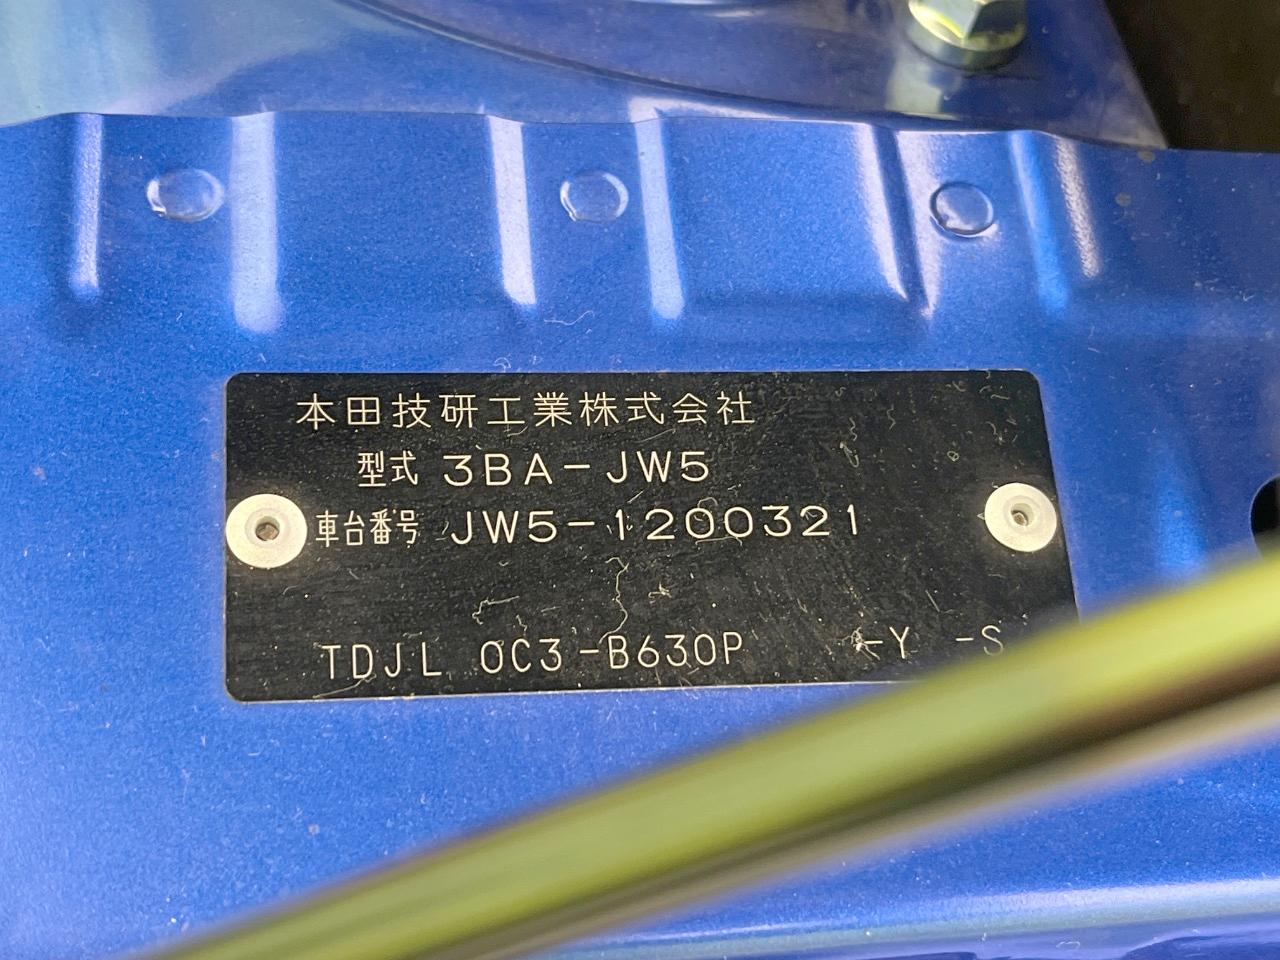 本田技研工業株式会社
型式 3BA-JW5
車台番号 JW5-1200321
TDJL 0C3-B630P -Y -S